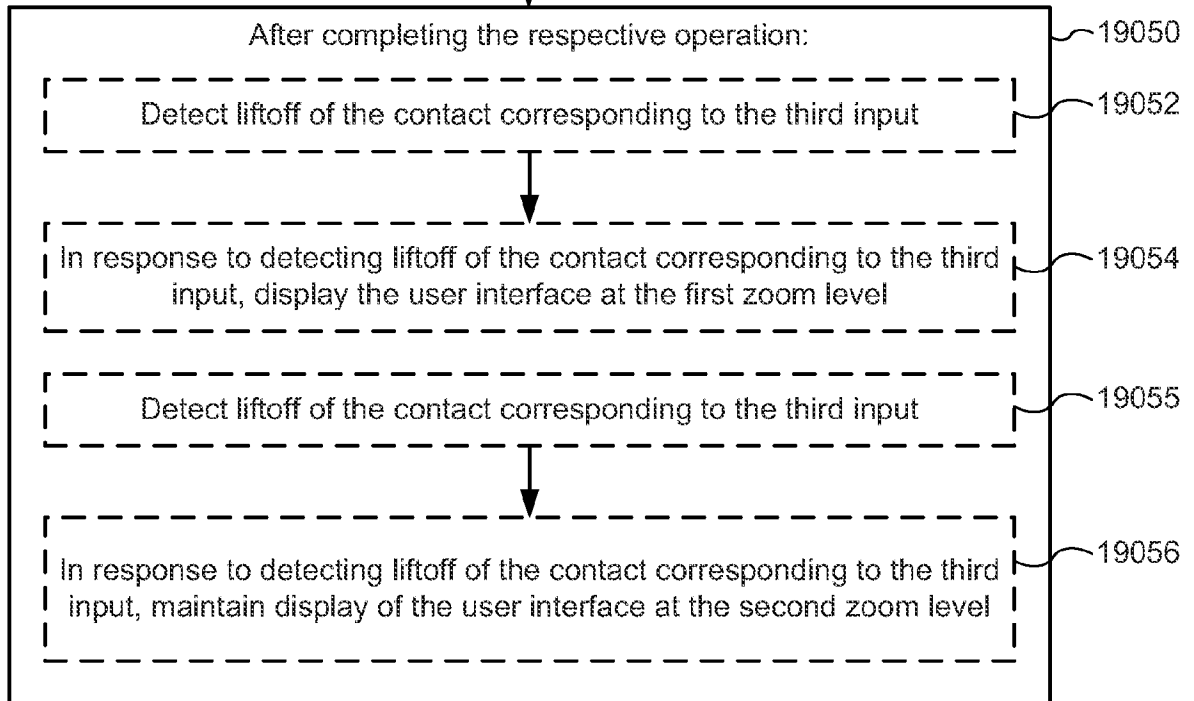 After completing the respective operation:
19050
Detect liftoff of the contact corresponding to the third input
19052
In response to detecting liftoff of the contact corresponding to the third
input, display the user interface at the first zoom level
19054
Detect liftoff of the contact corresponding to the third input
19055
In response to detecting liftoff of the contact corresponding to the third
input, maintain display of the user interface at the second zoom level
19056